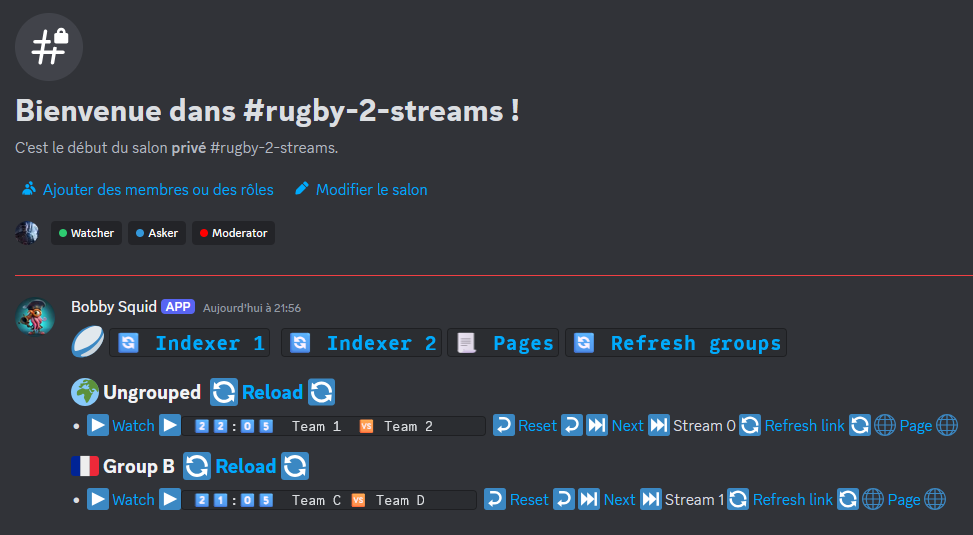 Bienvenue dans #rugby-2-streams !
C'est le début du salon privé #rugby-2-streams.
Ajouter des membres ou des rôles Modifier le salon
Watcher Asker Moderator
Bobby Squid APP Aujourd'hui à 21:56
Indexer 1 Indexer 2 Pages Refresh groups
Ungrouped Reload
• Watch 22:05 Team 1 VS Team 2 Reset Next Stream 0 Refresh link Page
Group B Reload
• Watch 21:05 Team C VS Team D Reset Next Stream 1 Refresh link Page